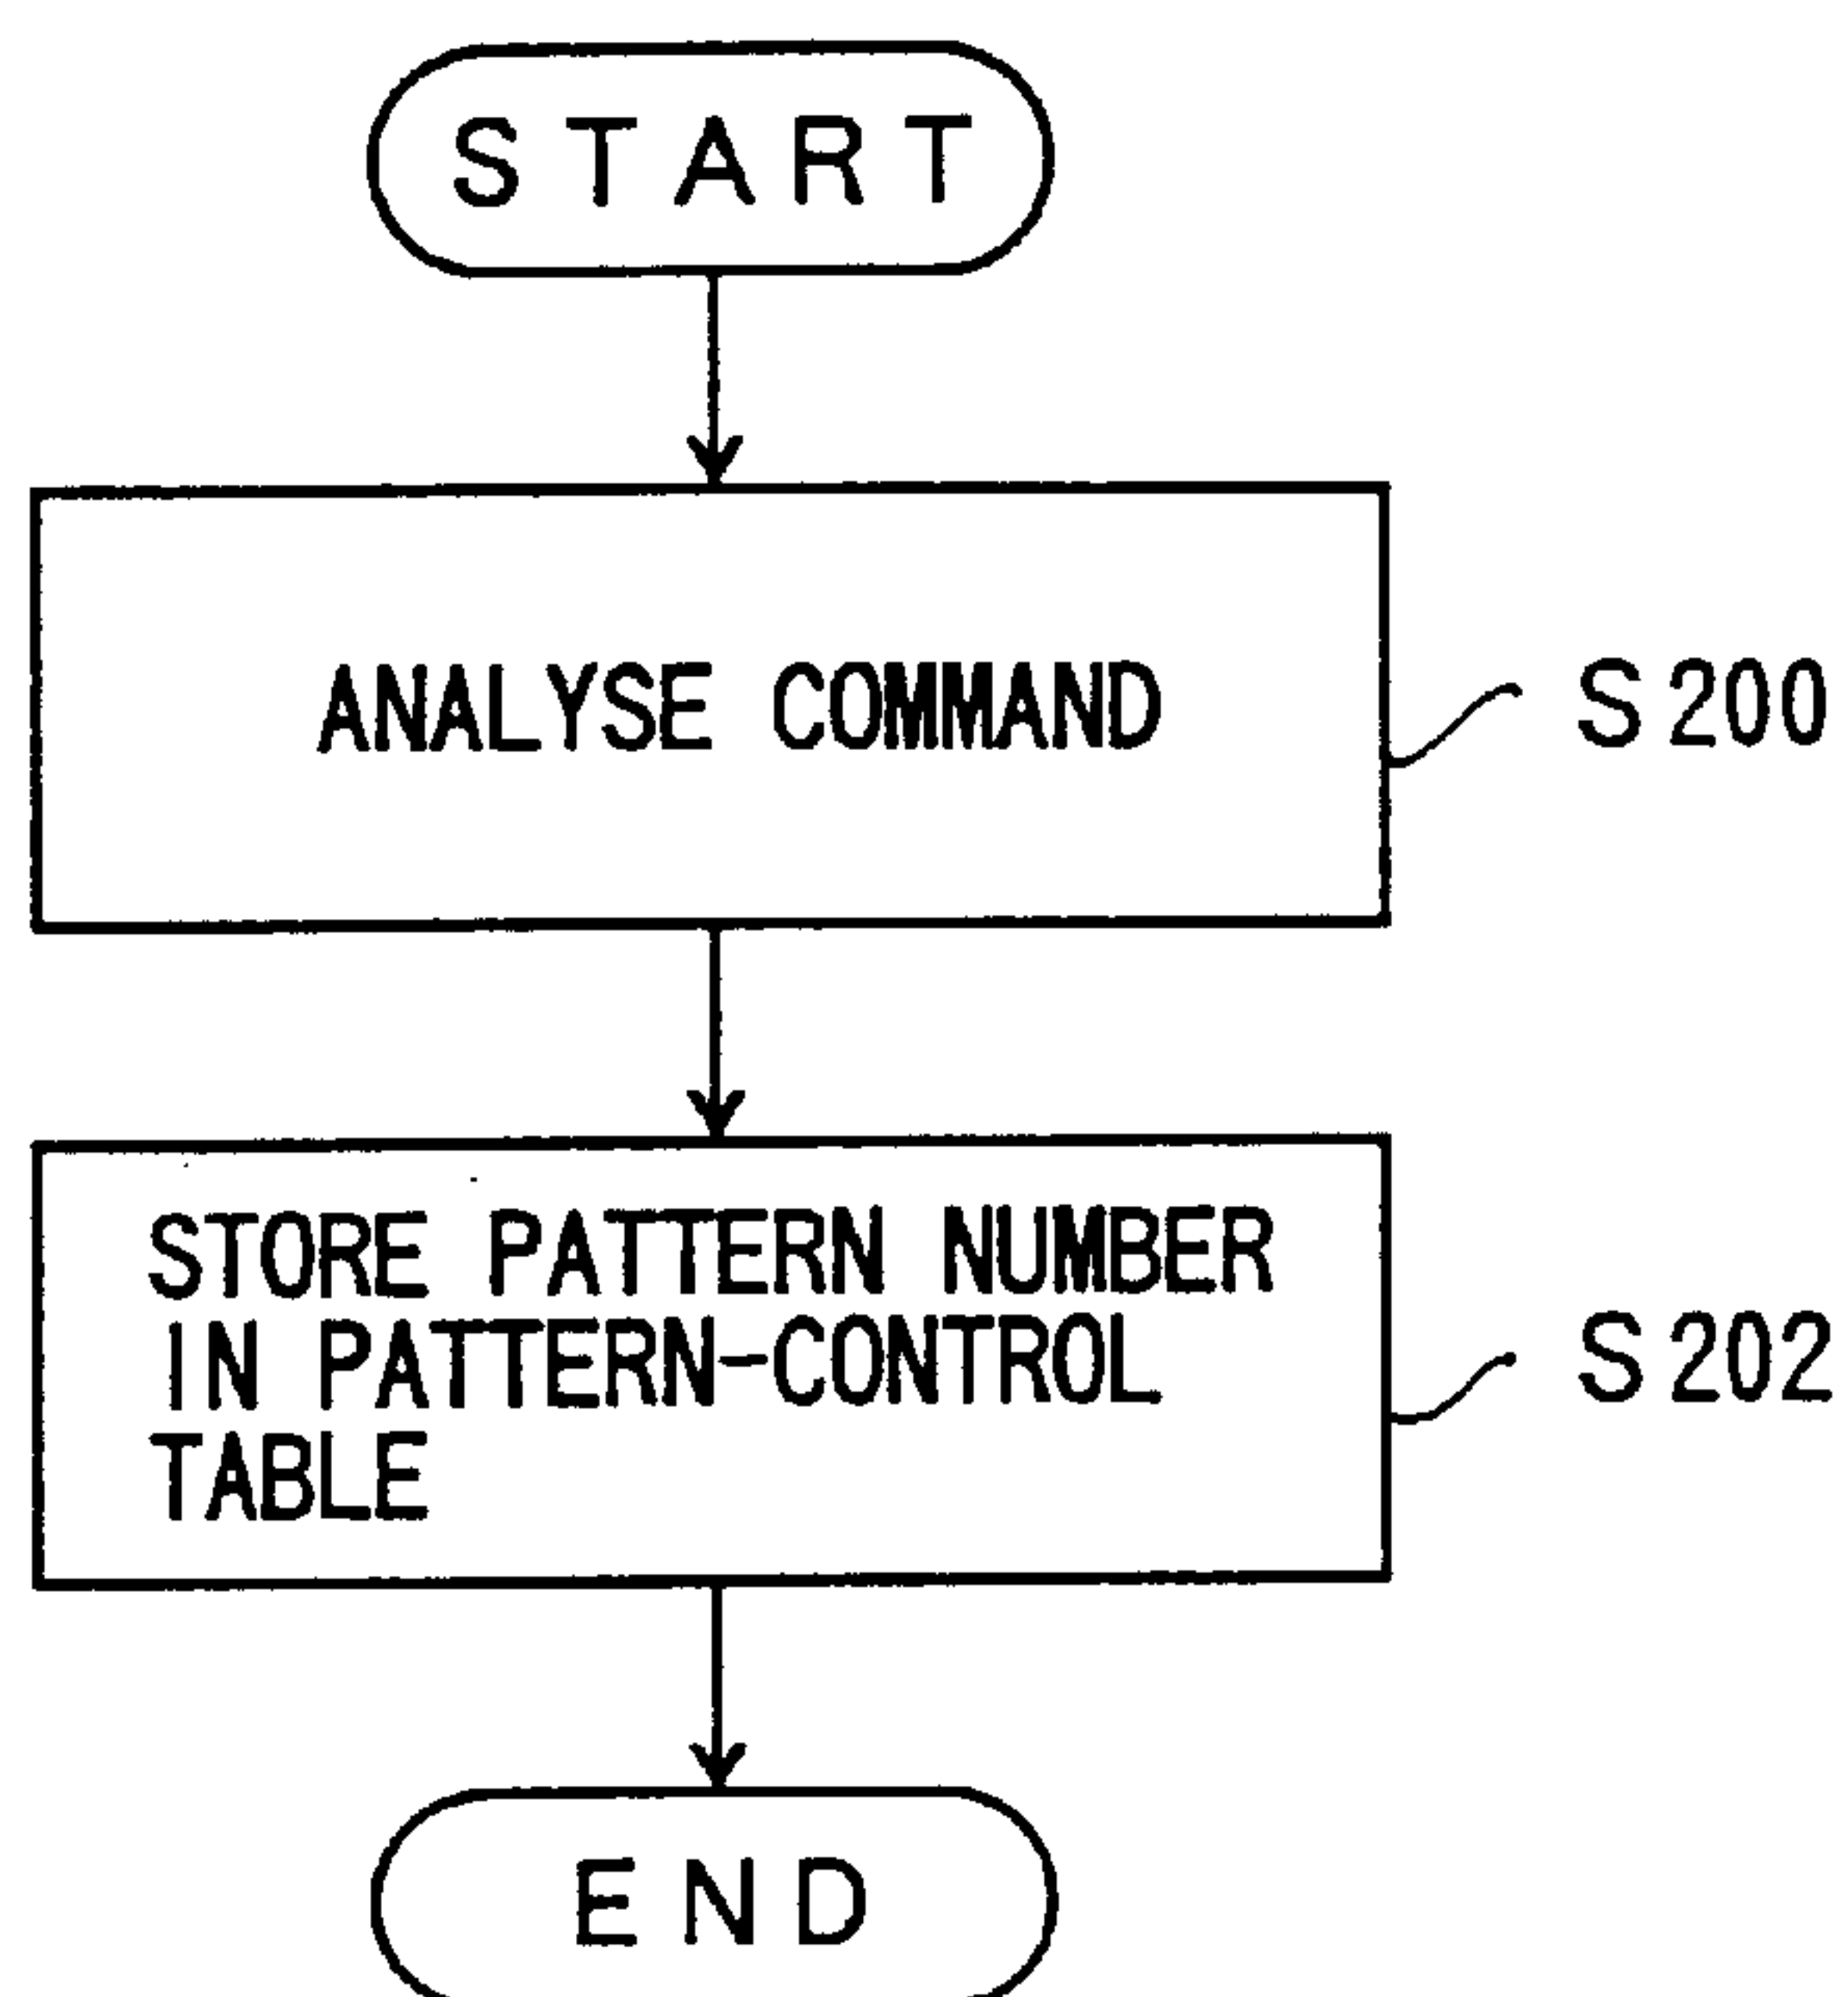 START
ANALYSE COMMAND
S200
STORE PATTERN NUMBER
IN PATTERN-CONTROL
TABLE
S202
END